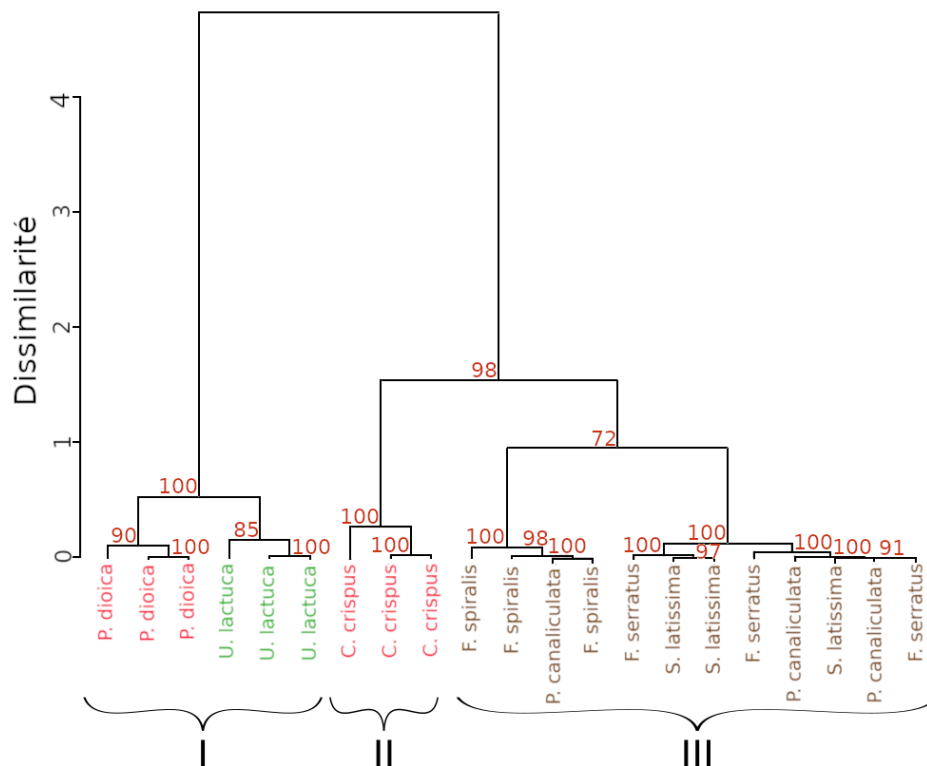 Dissimilarité
4
3
2
1
0
98
72
100
90
100
85
100
100
100
100
98
100
100
97
100
100
100
91
P. dioica
P. dioica
P. dioica
U. lactuca
U. lactuca
U. lactuca
C. crispus
C. crispus
C. crispus
F. spiralis
F. spiralis
P. canaliculata
F. spiralis
F. serratus
S. latissima
S. latissima
F. serratus
P. canaliculata
S. latissima
P. canaliculata
F. serratus
I
II
III